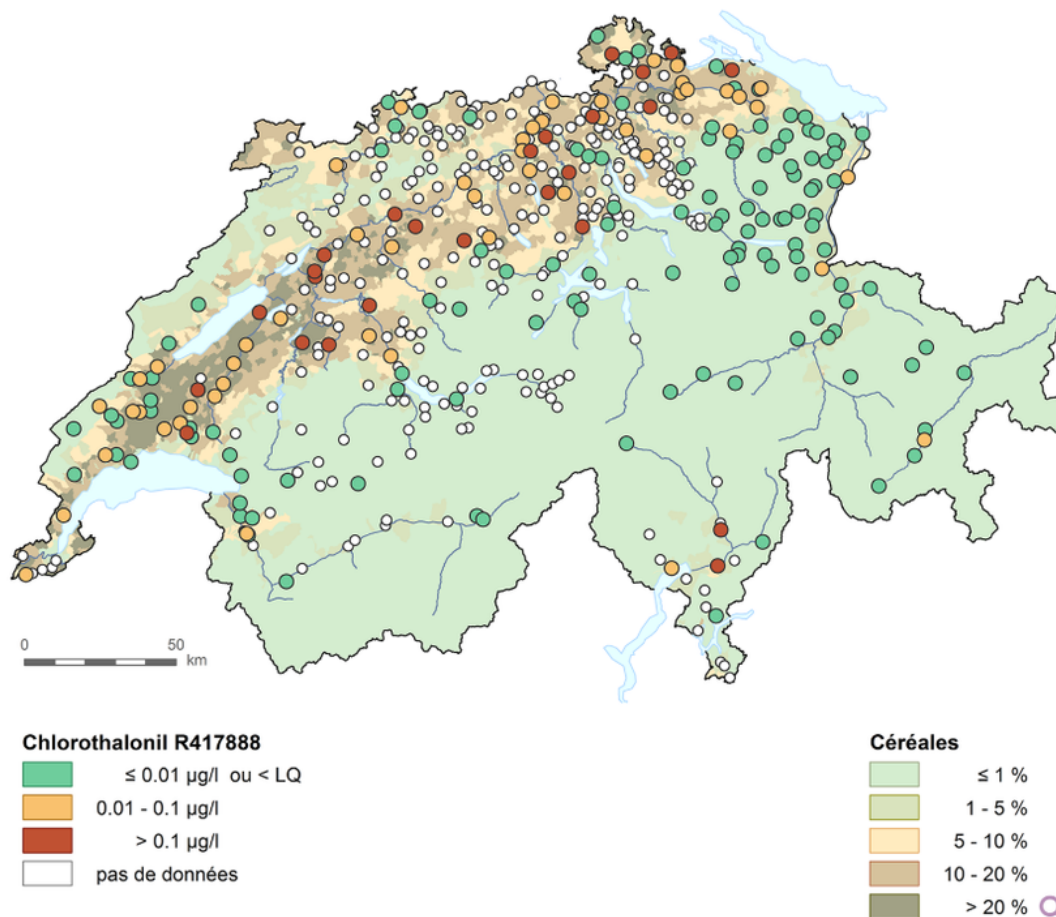 0 50
km
Chlorothalonil R417888
≤ 0.01 µg/l ou < LQ
0.01 - 0.1 µg/l
> 0.1 µg/l
pas de données
Céréales
≤ 1 %
1 - 5 %
5 - 10 %
10 - 20 %
> 20 %